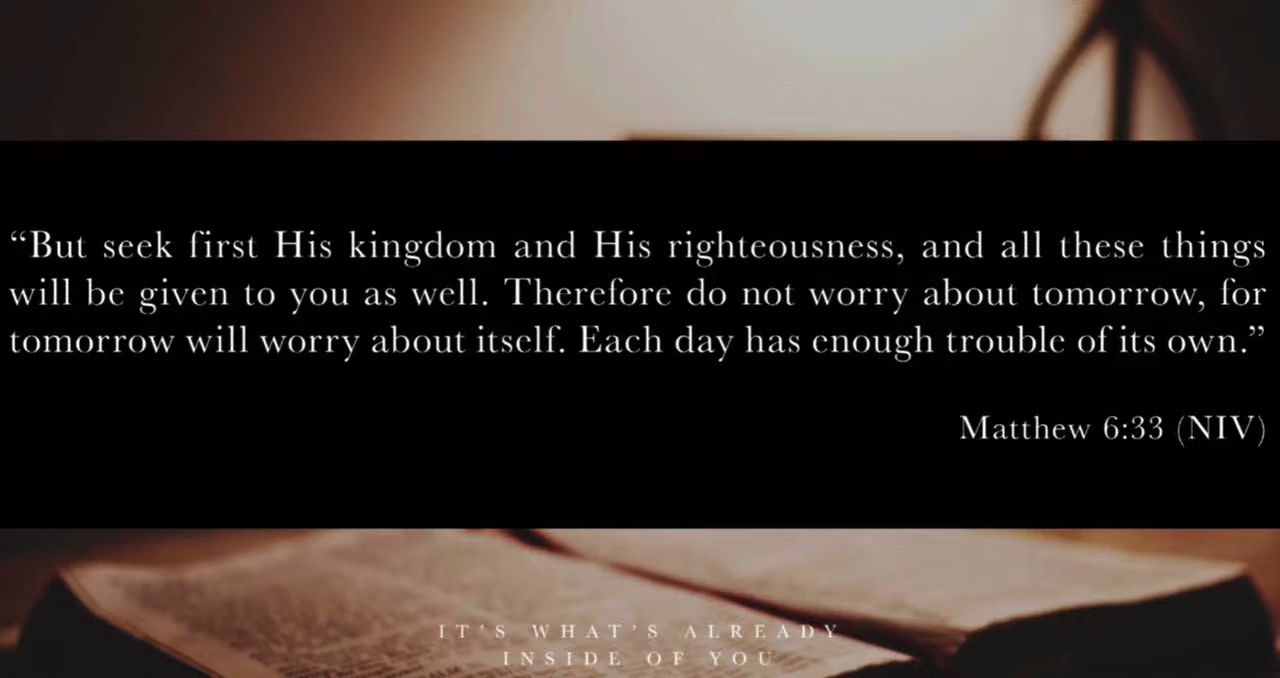 “But seek first His kingdom and His righteousness, and all these things
will be given to you as well. Therefore do not worry about tomorrow, for
tomorrow will worry about itself. Each day has enough trouble of its own.”
Matthew 6:33 (NIV)
IT’S WHAT’S ALREADY
INSIDE OF YOU